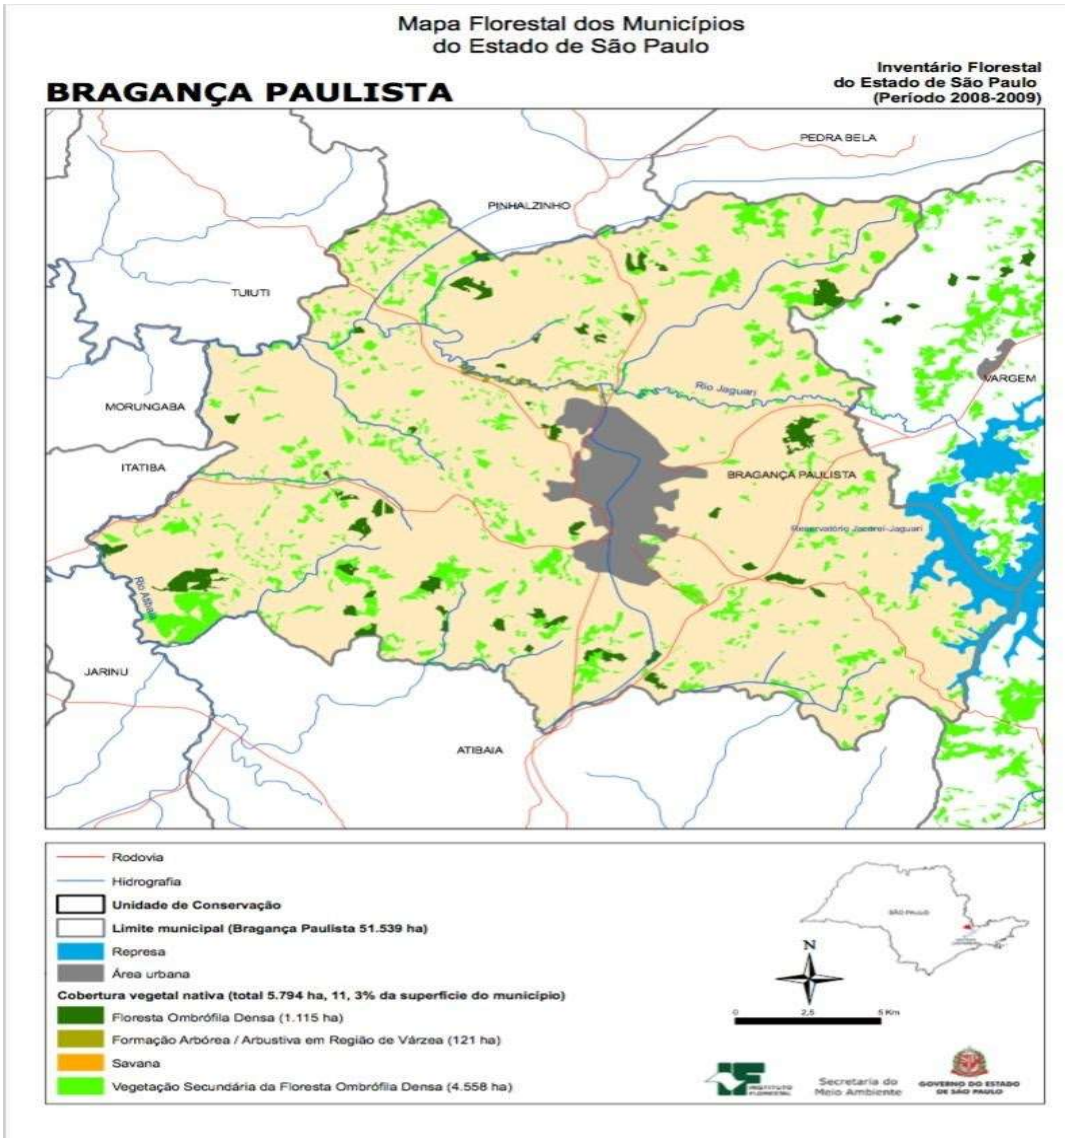 Mapa Florestal dos Municípios
do Estado de São Paulo
BRAGANÇA PAULISTA
Inventário Florestal
do Estado de São Paulo
(Período 2008-2009)
PEDRA BELA
PINHALZINHO
TUIUTI
VARGEM
Rio Jaguari
MORUNGABA
ITATIBA
BRAGANÇA PAULISTA
Reservatório Jacareí-Jaguari
Rio Atibaia
JARINU
ATIBAIA
Rodovia
Hidrografia
Unidade de Conservação
Limite municipal (Bragança Paulista 51.539 ha)
Represa
Área urbana
Cobertura vegetal nativa (total 5.794 ha, 11, 3% da superfície do município)
Floresta Ombrófila Densa (1.115 ha)
Formação Arbórea / Arbustiva em Região de Várzea (121 ha)
Savana
Vegetação Secundária da Floresta Ombrófila Densa (4.558 ha)
SÃO PAULO
N
0 2,5 5 Km
IF
INSTITUTO
FLORESTAL
Secretaria do
Meio Ambiente
GOVERNO DO ESTADO
DE SÃO PAULO